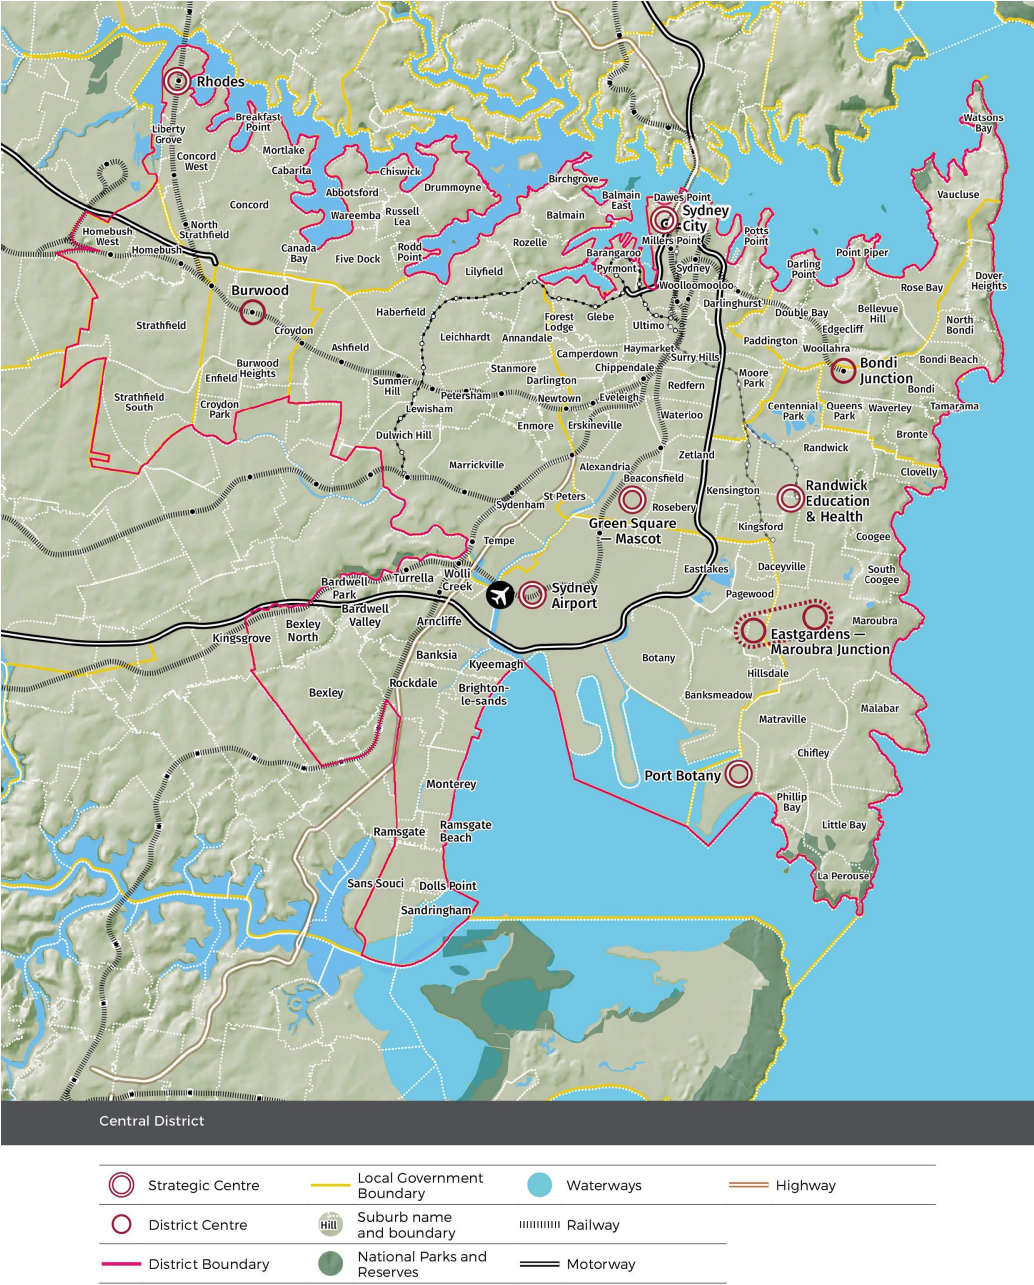 Rhodes
Breakfast
Point
Liberty
Grove
Mortlake
Concord
West
Cabarita
Chiswick
Abbotsford
Drummoyne
Concord
Wareemba
Russell
Lea
North
Strathfield
Homebush
West
Homebush
Canada
Bay
Five Dock
Rodd
Point
Watsons
Bay
Birchgrove
Balmain
East
Dawes Point
Vaucluse
Balmain
Sydney
City
Rozelle
Millers Point
Potts
Point
Barangaroo
Point Piper
Lilyfield
Pyrmont
Sydney
Darling
Point
Dover
Heights
Woolloomooloo
Rose Bay
Burwood
Darlinghurst
Haberfield
Forest
Lodge
Glebe
Ultimo
Double Bay
Bellevue
Hill
North
Bondi
Strathfield
Croydon
Leichhardt
Annandale
Edgecliff
Paddington
Ashfield
Camperdown
Haymarket
Surry Hills
Woollahra
Bondi Beach
Burwood
Heights
Stanmore
Chippendale
Bondi
Junction
Enfield
Summer
Hill
Darlington
Redfern
Moore
Park
Bondi
Strathfield
South
Petersham
Newtown
Eveleigh
Croydon
Park
Lewisham
Waterloo
Centennial
Park
Queens
Park
Waverley
Tamarama
Enmore
Erskineville
Dulwich Hill
Bronte
Zetland
Randwick
Marrickville
Alexandria
Clovelly
Beaconsfield
Randwick
Education
& Health
St Peters
Kensington
Sydenham
Rosebery
Green Square
— Mascot
Kingsford
Tempe
Coogee
Wolli
Creek
Eastlakes
Daceyville
South
Coogee
Turrella
Bardwell
Park
Sydney
Airport
Pagewood
Bardwell
Valley
Arncliffe
Maroubra
Bexley
North
Kingsgrove
Eastgardens —
Maroubra Junction
Banksia
Kyeemagh
Botany
Hillsdale
Rockdale
Bexley
Brighton-
le-sands
Banksmeadow
Malabar
Matraville
Chifley
Port Botany
Monterey
Phillip
Bay
Ramsgate
Ramsgate
Beach
Little Bay
La Perouse
Sans Souci
Dolls Point
Sandringham
Central District
Strategic Centre
Local Government
Boundary
Waterways
Highway
District Centre
Hill
Suburb name
and boundary
Railway
District Boundary
National Parks and
Reserves
Motorway